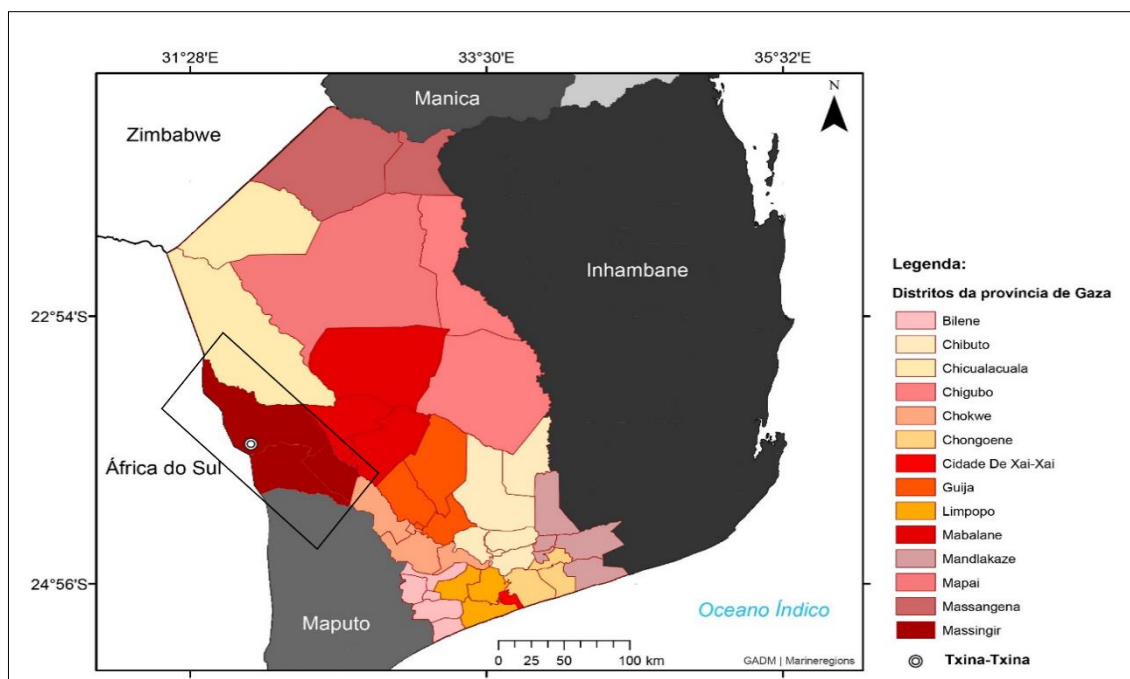 31°28'E 33°30'E 35°32'E
Manica
N
Zimbabwe
Inhambane
22°54'S
África do Sul
24°56'S
Maputo
Oceano Índico
0 25 50 100 km
GADM | Marineregions
Legenda:
Distritos da província de Gaza
Bilene
Chibuto
Chicualacuala
Chigubo
Chokwe
Chongoene
Cidade De Xai-Xai
Guija
Limpopo
Mabalane
Mandlakaze
Mapai
Massangena
Massingir
Txina-Txina